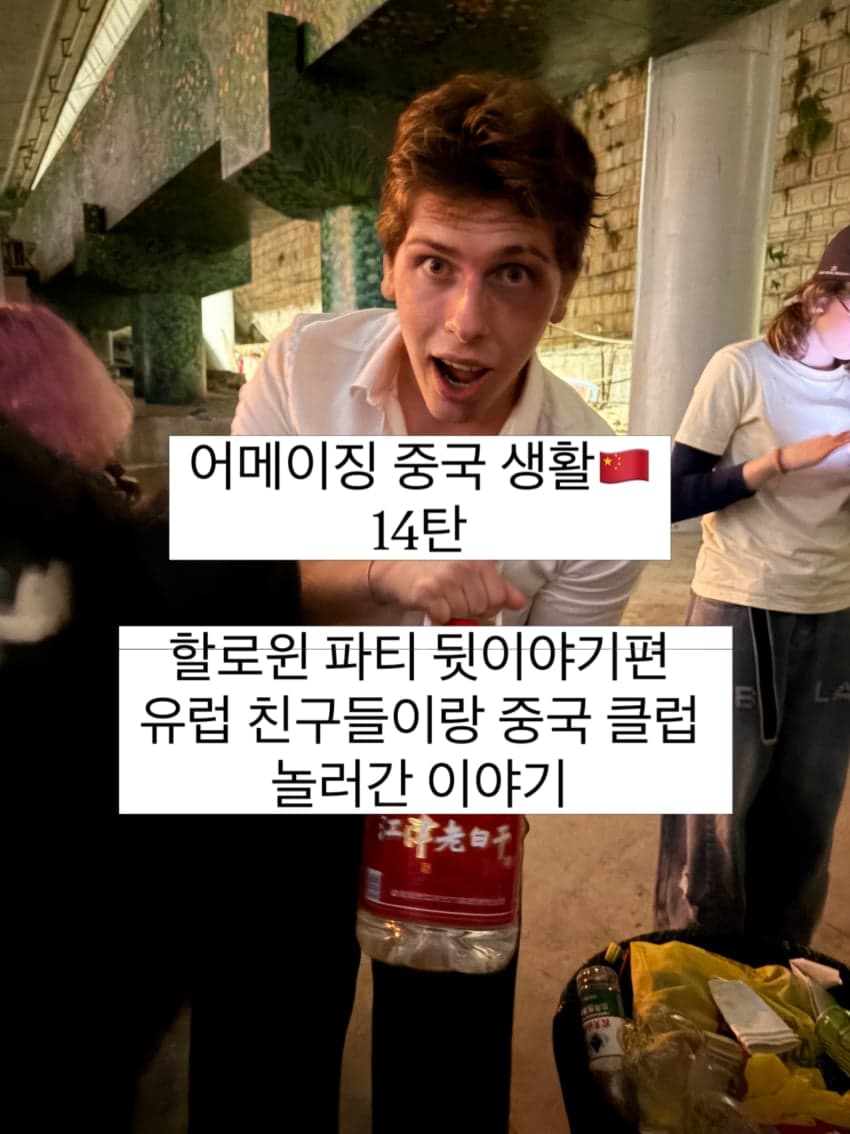 어메이징 중국 생활🇨🇳
14탄
할로윈 파티 뒷이야기편
유럽 친구들이랑 중국 클럽
놀러간 이야기
江津老白干